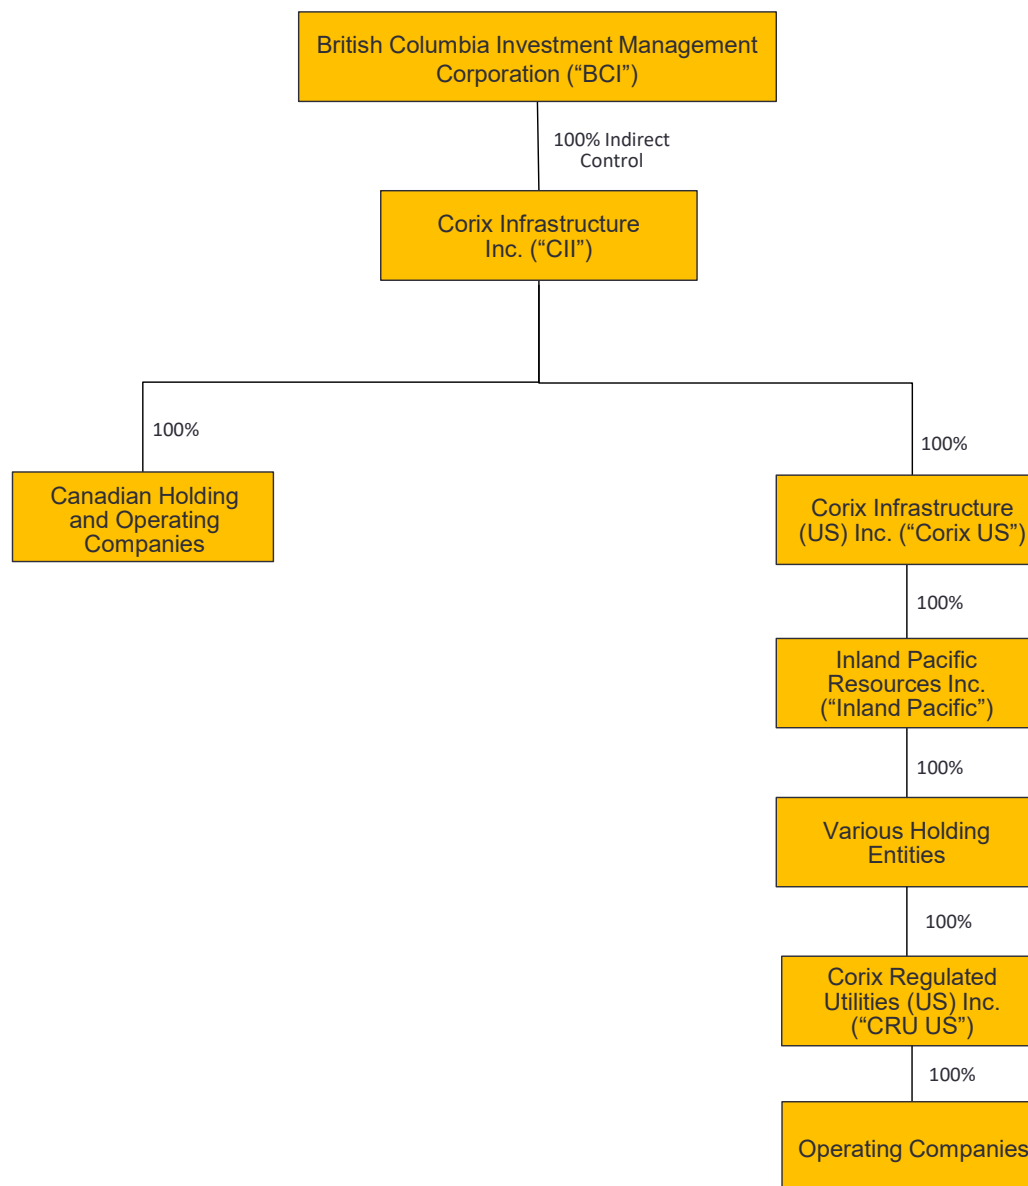 British Columbia Investment Management
Corporation (“BCI”)
100% Indirect
Control
Corix Infrastructure
Inc. (“CII”)
100%
100%
Canadian Holding
and Operating
Companies
Corix Infrastructure
(US) Inc. (“Corix US”)
100%
Inland Pacific
Resources Inc.
(“Inland Pacific”)
100%
Various Holding
Entities
100%
Corix Regulated
Utilities (US) Inc.
(“CRU US”)
100%
Operating Companies